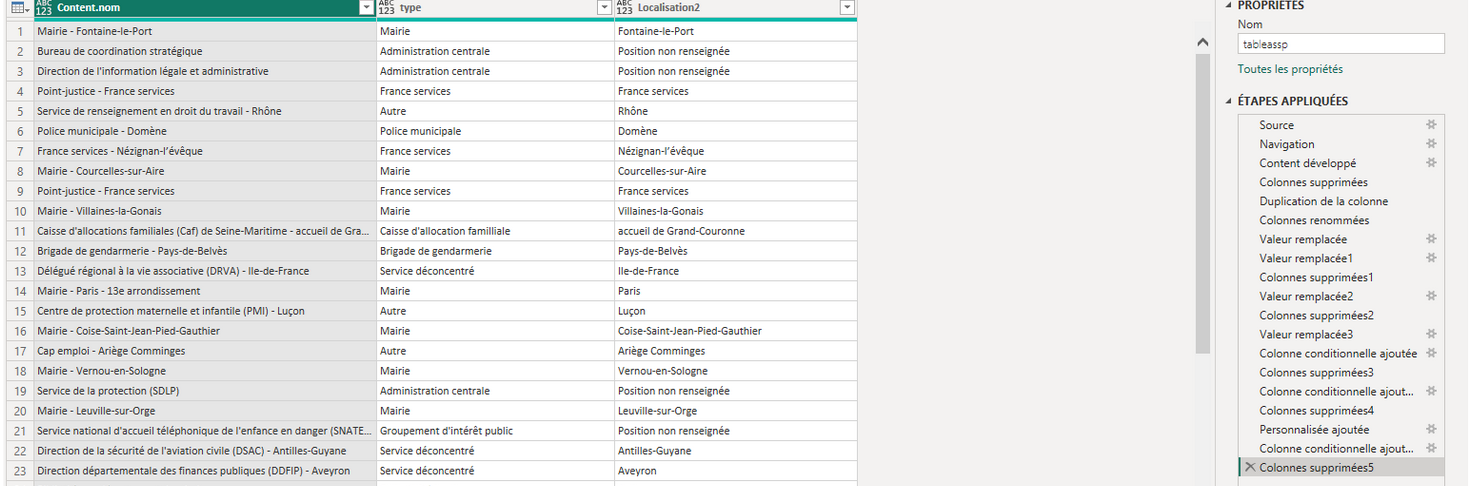 ABC 123 Content.nom ABC 123 type ABC 123 Localisation2
1 Mairie - Fontaine-le-Port Mairie Fontaine-le-Port
2 Bureau de coordination stratégique Administration centrale Position non renseignée
3 Direction de l'information légale et administrative Administration centrale Position non renseignée
4 Point-justice - France services France services France services
5 Service de renseignement en droit du travail - Rhône Autre Rhône
6 Police municipale - Domène Police municipale Domène
7 France services - Nézignan-l’évêque France services Nézignan-l’évêque
8 Mairie - Courcelles-sur-Aire Mairie Courcelles-sur-Aire
9 Point-justice - France services France services France services
10 Mairie - Villaines-la-Gonais Mairie Villaines-la-Gonais
11 Caisse d'allocations familiales (Caf) de Seine-Maritime - accueil de Gra... Caisse d'allocation familliale accueil de Grand-Couronne
12 Brigade de gendarmerie - Pays-de-Belvès Brigade de gendarmerie Pays-de-Belvès
13 Délégué régional à la vie associative (DRVA) - Ile-de-France Service déconcentré Ile-de-France
14 Mairie - Paris - 13e arrondissement Mairie Paris
15 Centre de protection maternelle et infantile (PMI) - Luçon Autre Luçon
16 Mairie - Coise-Saint-Jean-Pied-Gauthier Mairie Coise-Saint-Jean-Pied-Gauthier
17 Cap emploi - Ariège Comminges Autre Ariège Comminges
18 Mairie - Vernou-en-Sologne Mairie Vernou-en-Sologne
19 Service de la protection (SDLP) Administration centrale Position non renseignée
20 Mairie - Leuville-sur-Orge Mairie Leuville-sur-Orge
21 Service national d'accueil téléphonique de l'enfance en danger (SNATE... Groupement d'intérêt public Position non renseignée
22 Direction de la sécurité de l'aviation civile (DSAC) - Antilles-Guyane Service déconcentré Antilles-Guyane
23 Direction départementale des finances publiques (DDFIP) - Aveyron Service déconcentré Aveyron
PROPRIÉTÉS
Nom
tableassp
Toutes les propriétés
ÉTAPES APPLIQUÉES
Source
Navigation
Content développé
Colonnes supprimées
Duplication de la colonne
Colonnes renommées
Valeur remplacée
Valeur remplacée1
Colonnes supprimées1
Valeur remplacée2
Colonnes supprimées2
Valeur remplacée3
Colonne conditionnelle ajoutée
Colonnes supprimées3
Colonne conditionnelle ajout...
Colonnes supprimées4
Personnalisée ajoutée
Colonne conditionnelle ajout...
Colonnes supprimées5